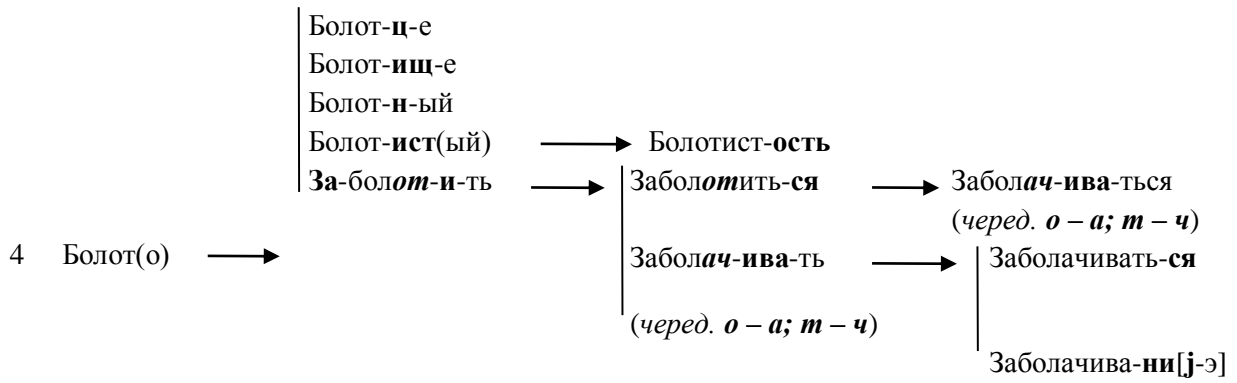 Болот-ц-е
Болот-ищ-е
Болот-н-ый
Болот-ист(ый) Болотист-ость
За-болот-и-ть Заболотить-ся Заболач-ива-ться
(черед. о – а; т – ч)
4 Болот(о) Заболач-ива-ть Заболачивать-ся
(черед. о – а; т – ч)
Заболачива-ни[j-э]